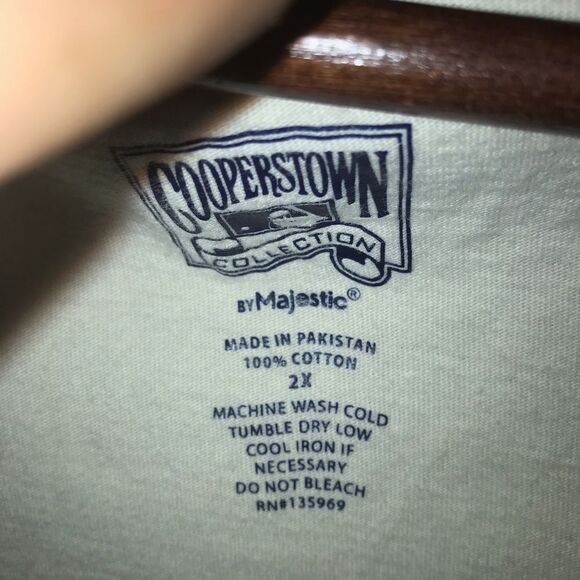 COOPERSTOWN
COLLECTION
BY Majestic®
MADE IN PAKISTAN
100% COTTON
2X
MACHINE WASH COLD
TUMBLE DRY LOW
COOL IRON IF
NECESSARY
DO NOT BLEACH
RN#135969